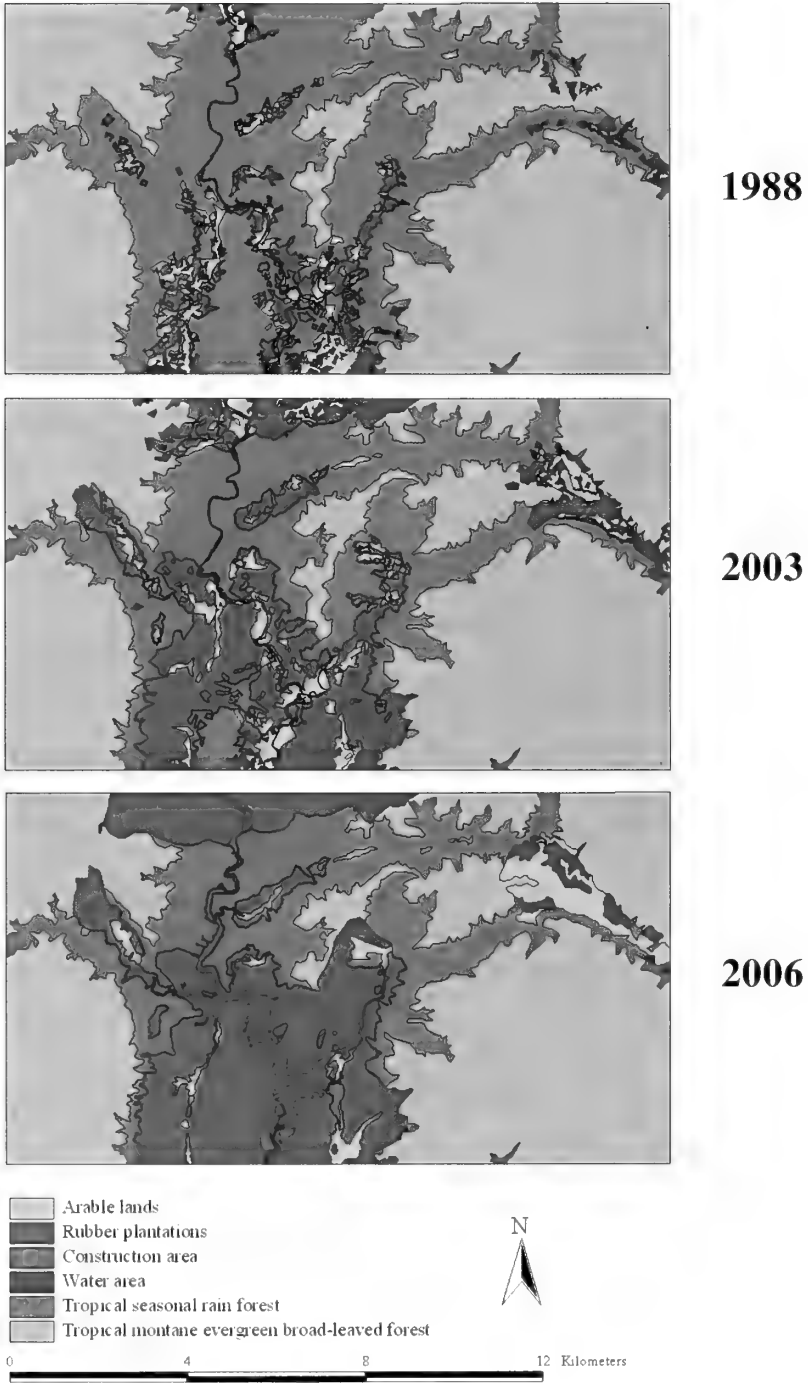 1988
2003
2006
Arable lands
Rubber plantations
Construction area
Water area
Tropical seasonal rain forest
Tropical montane evergreen broad-leaved forest
N
0 4 8 12 Kilometers